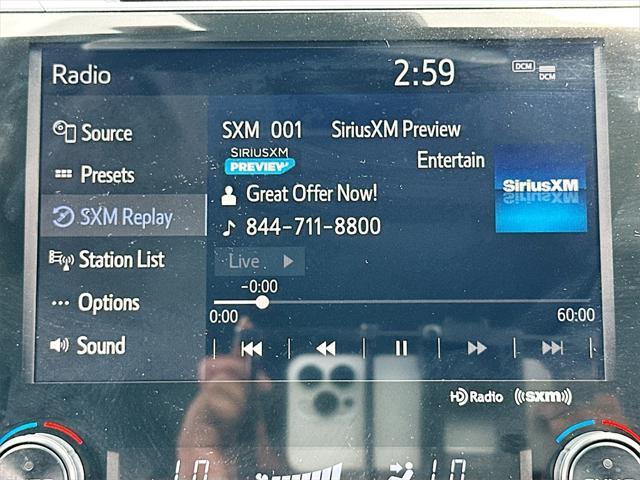 Radio
2:59
DCM
DCM
Source
Presets
SXM Replay
Station List
Options
Sound
SXM 001 SiriusXM Preview
SIRIUSXM
PREVIEW
Entertain
SiriusXM
Great Offer Now!
844-711-8800
Live
-0:00
0:00
60:00
HD Radio
((sxm))